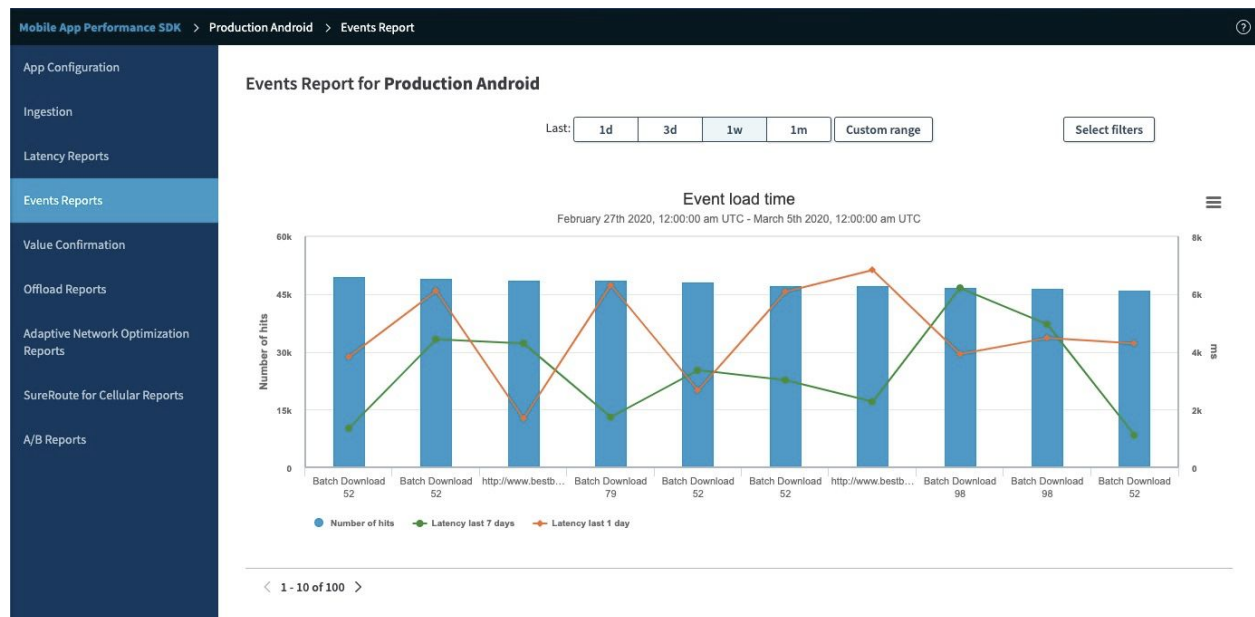 Mobile App Performance SDK > Production Android > Events Report
?
App Configuration
Ingestion
Latency Reports
Events Reports
Value Confirmation
Offload Reports
Adaptive Network Optimization
Reports
SureRoute for Cellular Reports
A/B Reports
Events Report for Production Android
Last: 1d 3d 1w 1m Custom range Select filters
Event load time
February 27th 2020, 12:00:00 am UTC - March 5th 2020, 12:00:00 am UTC
Number of hits
60k
45k
30k
15k
0
8k
6k
4k
2k
0
ms
Batch Download 52
Batch Download 52
http://www.bestb...
Batch Download 79
Batch Download 52
Batch Download 52
http://www.bestb...
Batch Download 98
Batch Download 98
Batch Download 52
Number of hits Latency last 7 days Latency last 1 day
< 1 - 10 of 100 >